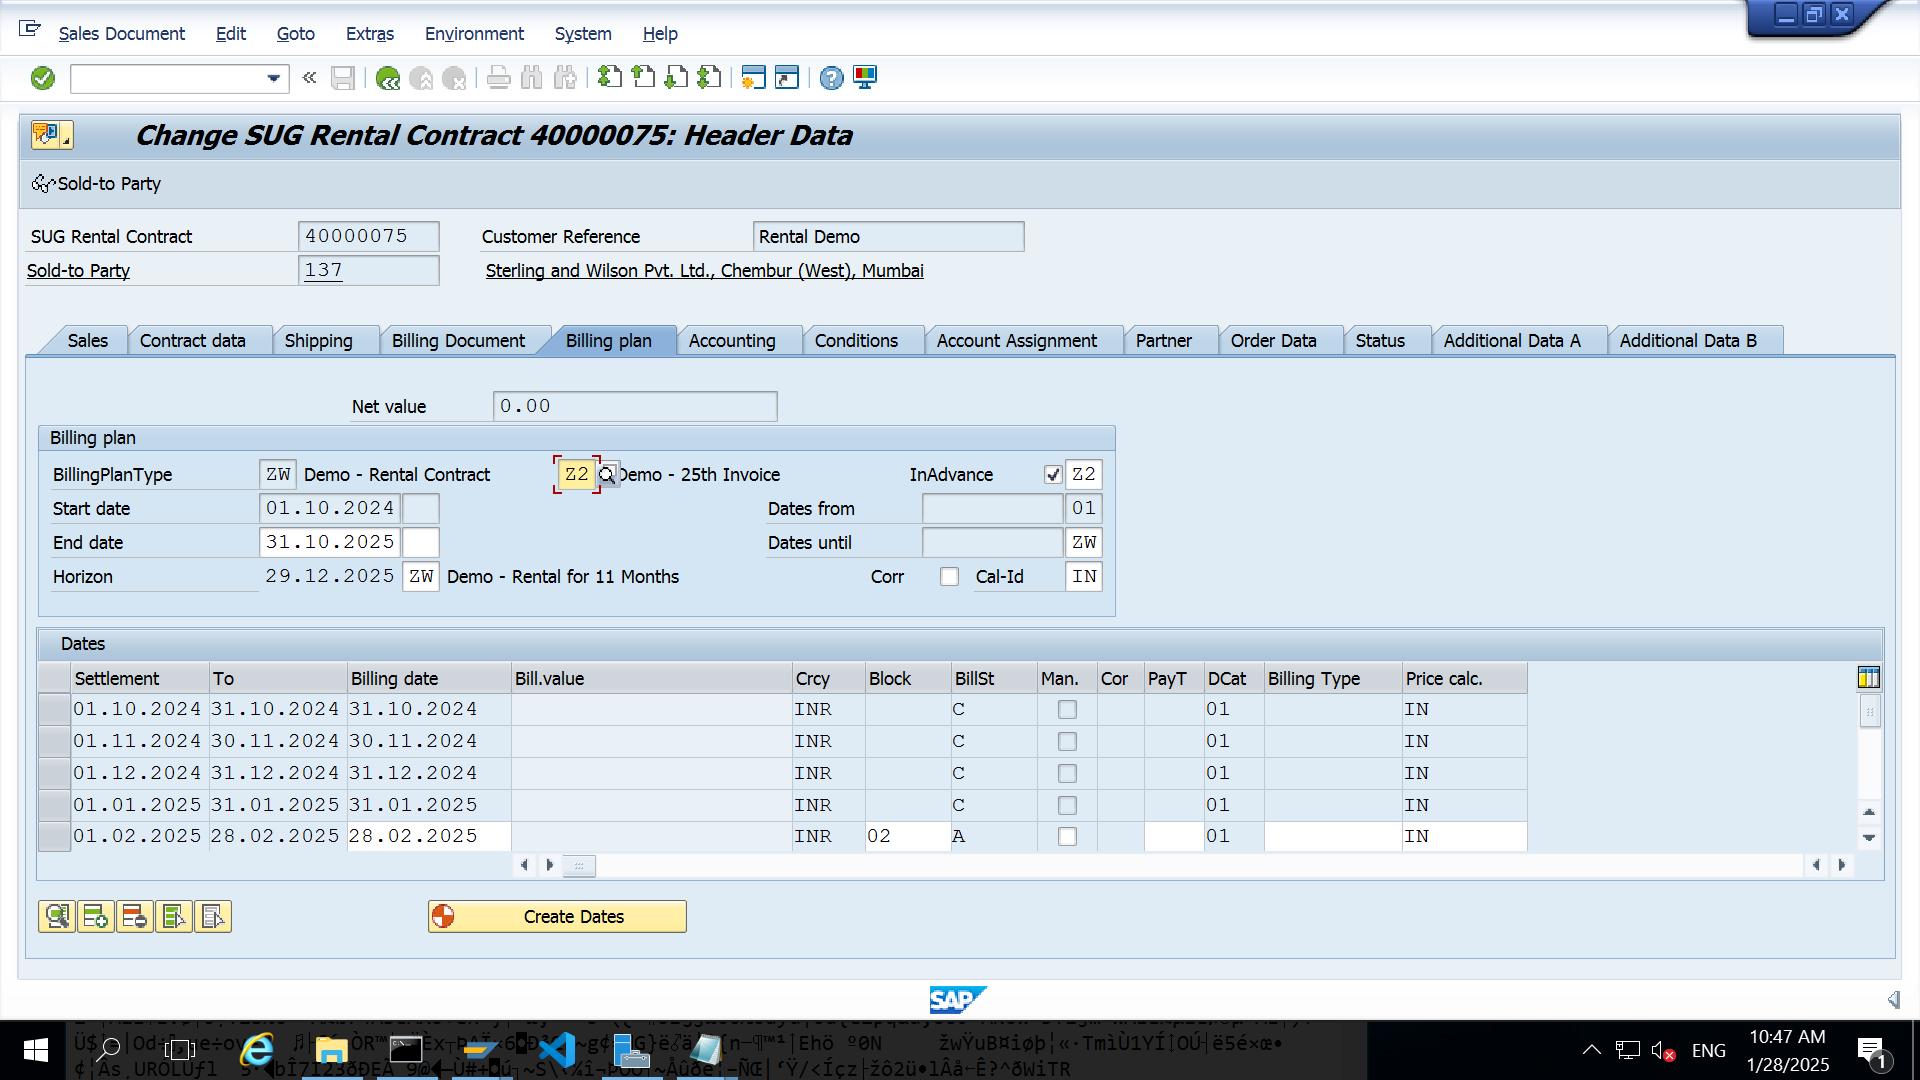 Sales Document Edit Goto Extras Environment System Help
Change SUG Rental Contract 40000075: Header Data
Sold-to Party
SUG Rental Contract 40000075 Customer Reference Rental Demo
Sold-to Party 137 Sterling and Wilson Pvt. Ltd., Chembur (West), Mumbai
Sales Contract data Shipping Billing Document Billing plan Accounting Conditions Account Assignment Partner Order Data Status Additional Data A Additional Data B
Net value 0.00
Billing plan
BillingPlanType ZW Demo - Rental Contract Z2 Demo - 25th Invoice InAdvance Z2
Start date 01.10.2024 Dates from 01
End date 31.10.2025 Dates until ZW
Horizon 29.12.2025 ZW Demo - Rental for 11 Months Corr Cal-Id IN
Dates
Settlement To Billing date Bill.value Crcy Block BillSt Man. Cor PayT DCat Billing Type Price calc.
01.10.2024 31.10.2024 31.10.2024 INR C 01 IN
01.11.2024 30.11.2024 30.11.2024 INR C 01 IN
01.12.2024 31.12.2024 31.12.2024 INR C 01 IN
01.01.2025 31.01.2025 31.01.2025 INR C 01 IN
01.02.2025 28.02.2025 28.02.2025 INR 02 A 01 IN
Create Dates
SAP
ENG 10:47 AM
1/28/2025 1